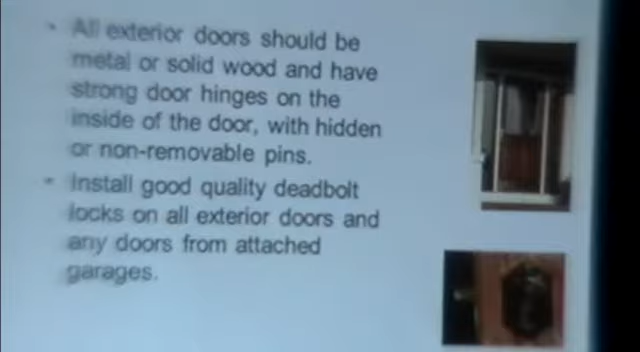 All exterior doors should be
metal or solid wood and have
strong door hinges on the
inside of the door, with hidden
or non-removable pins.
Install good quality deadbolt
locks on all exterior doors and
any doors from attached
garages.